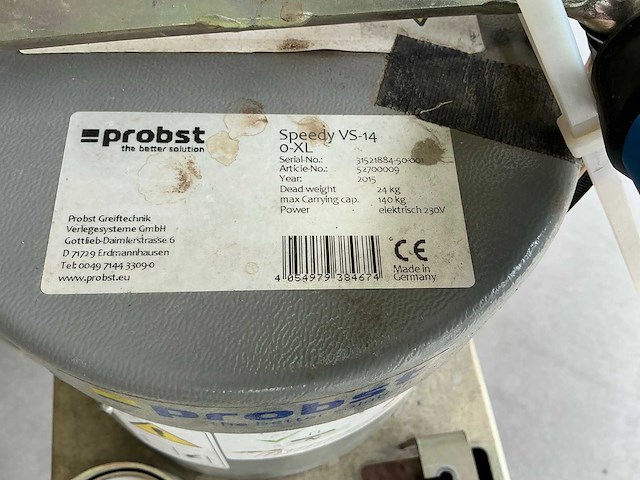 probst
the better solution
Speedy VS-14
0-XL
Serial-No.: 31521884-50-001
Article-No.: 52700009
Year: 2015
Dead weight 24 kg
max Carrying cap. 140 kg
Power elektrisch 230V
Probst Greiftechnik
Verlegesysteme GmbH
Gottlieb-Daimlerstrasse 6
D 71729 Erdmannhausen
Tel: 0049 7144 3309-0
www.probst.eu
4 054979 384674
CE
Made in
Germany
probst
the better